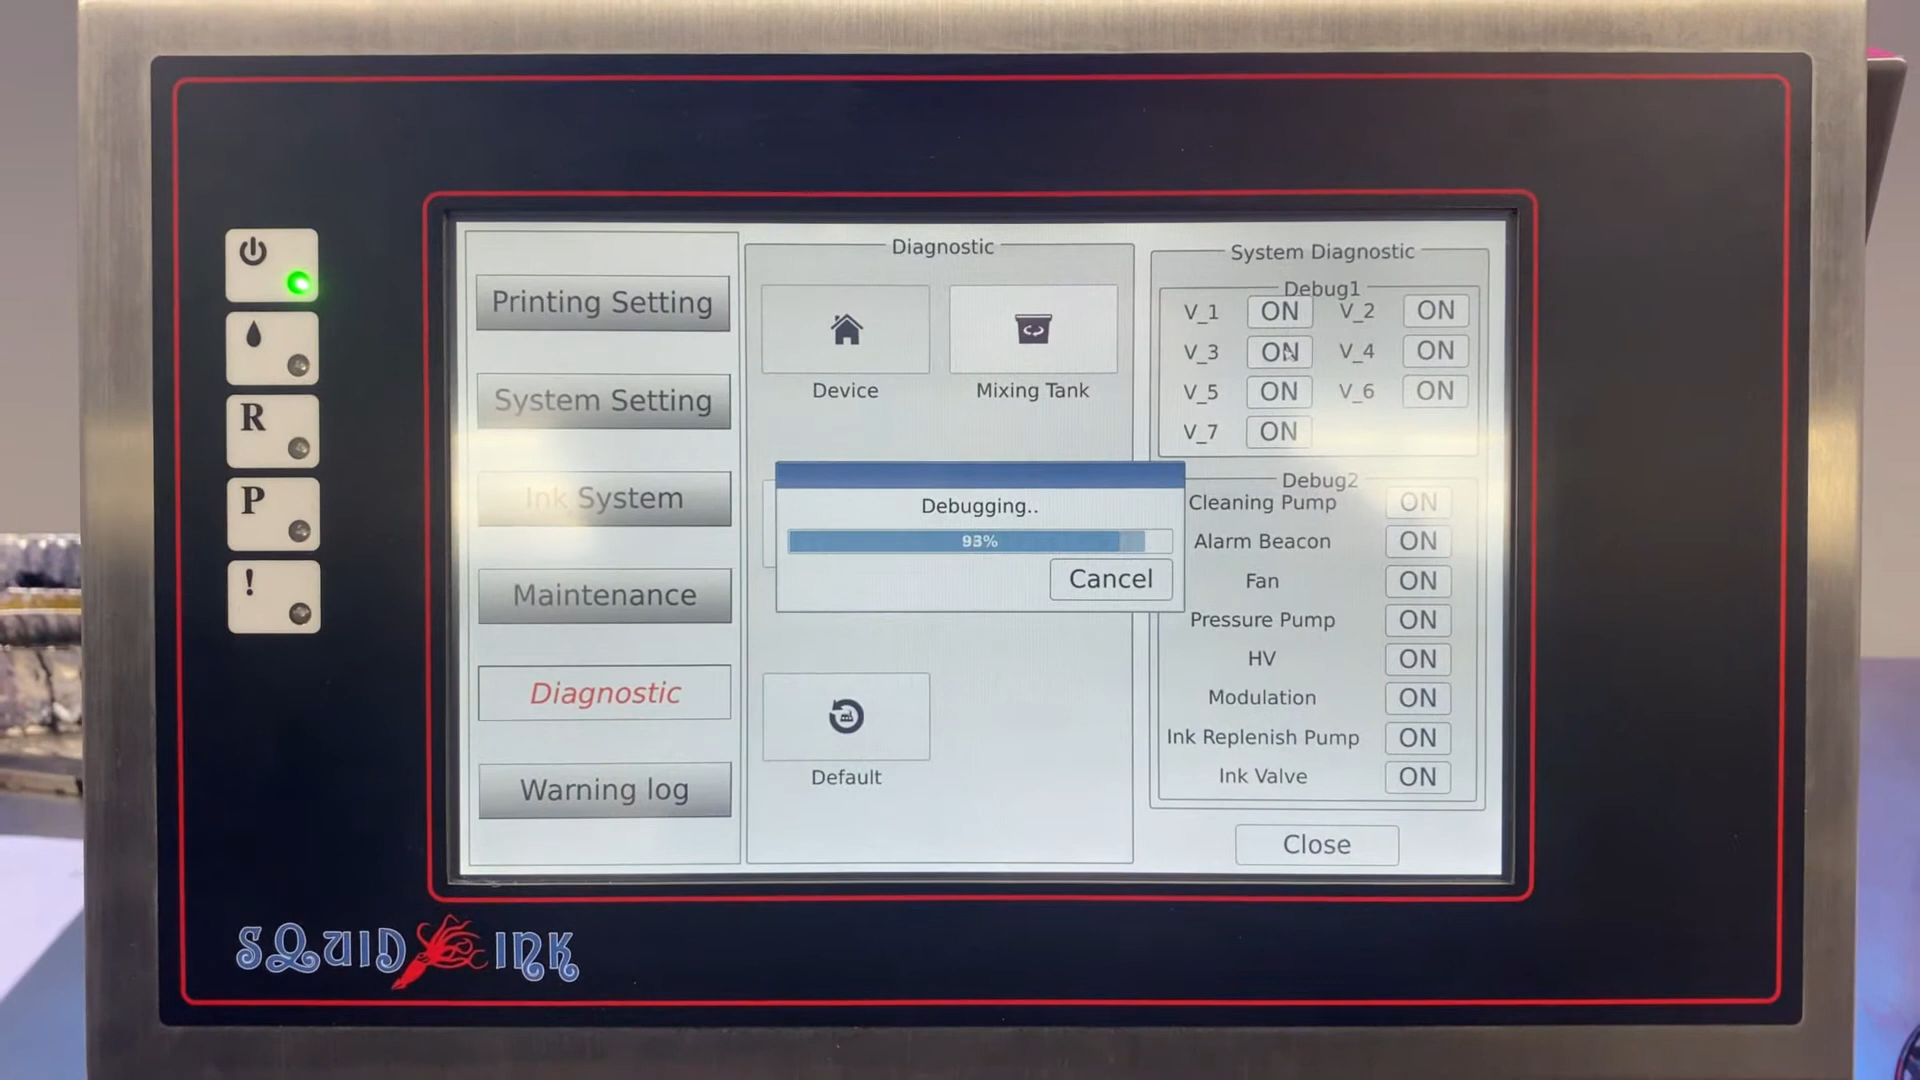 R
P
!
Printing Setting
System Setting
Ink System
Maintenance
Diagnostic
Warning log
Diagnostic
Device
Mixing Tank
Default
Debugging..
93%
Cancel
System Diagnostic
Debug1
V_1 ON V_2 ON
V_3 ON V_4 ON
V_5 ON V_6 ON
V_7 ON
Debug2
Cleaning Pump ON
Alarm Beacon ON
Fan ON
Pressure Pump ON
HV ON
Modulation ON
Ink Replenish Pump ON
Ink Valve ON
Close
SQUID INK